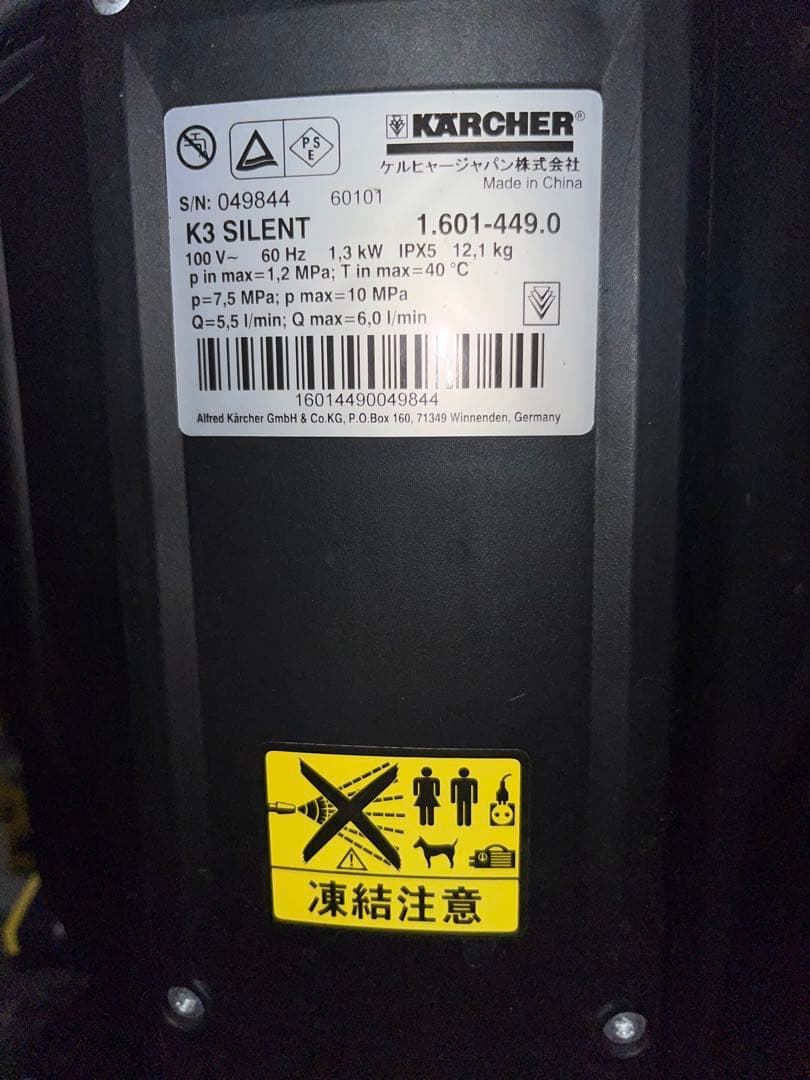 PS
E
KÄRCHER®
ケルヒャージャパン株式会社
Made in China
S/N: 049844 60101
K3 SILENT 1.601-449.0
100 V~ 60 Hz 1,3 kW IPX5 12,1 kg
p in max=1,2 MPa; T in max=40 °C
p=7,5 MPa; p max=10 MPa
Q=5,5 l/min; Q max=6,0 l/min
16014490049844
Alfred Kärcher GmbH & Co.KG, P.O.Box 160, 71349 Winnenden, Germany
凍結注意